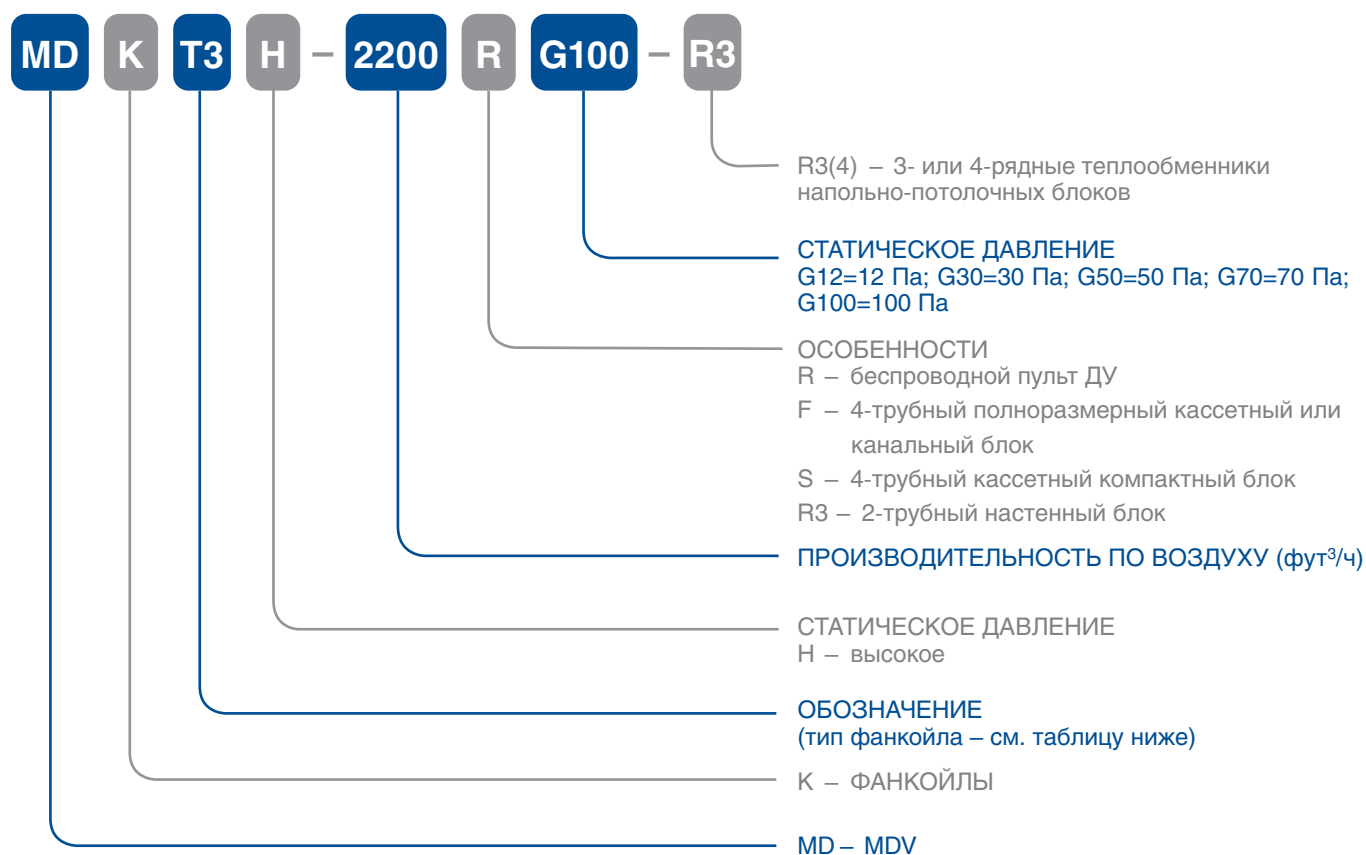 MD K T3 H – 2200 R G100 – R3
R3(4) – 3- или 4-рядные теплообменники
напольно-потолочных блоков
СТАТИЧЕСКОЕ ДАВЛЕНИЕ
G12=12 Па; G30=30 Па; G50=50 Па; G70=70 Па;
G100=100 Па
ОСОБЕННОСТИ
R – беспроводной пульт ДУ
F – 4-трубный полноразмерный кассетный или
канальный блок
S – 4-трубный кассетный компактный блок
R3 – 2-трубный настенный блок
ПРОИЗВОДИТЕЛЬНОСТЬ ПО ВОЗДУХУ (фут³/ч)
СТАТИЧЕСКОЕ ДАВЛЕНИЕ
H – высокое
ОБОЗНАЧЕНИЕ
(тип фанкойла – см. таблицу ниже)
К – ФАНКОЙЛЫ
MD – MDV